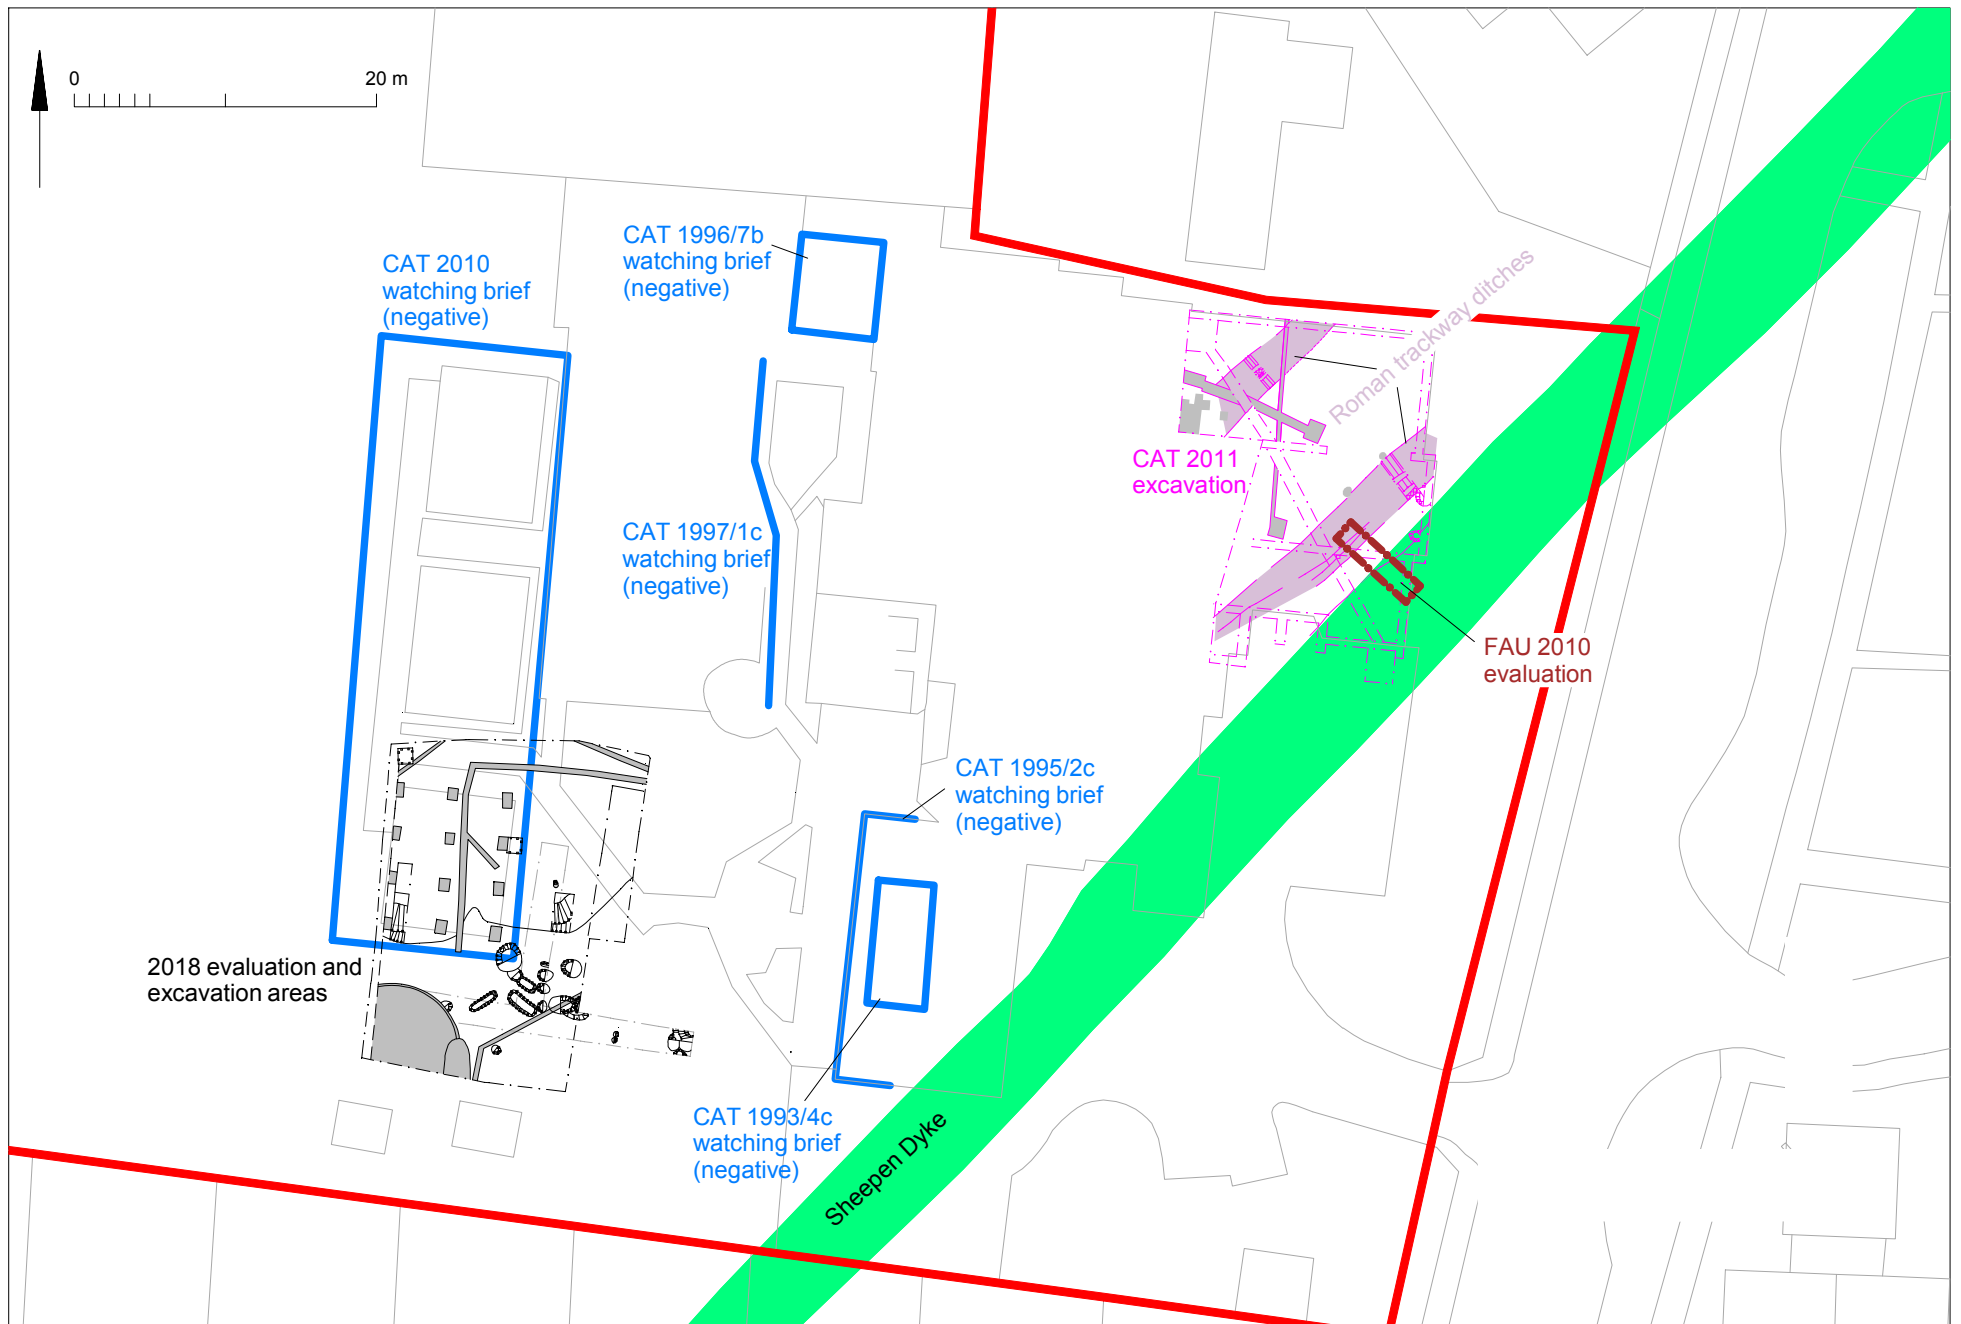 0 20 m
CAT 1996/7b
watching brief
(negative)
CAT 2010
watching brief
(negative)
Roman trackway ditches
CAT 2011
excavation
CAT 1997/1c
watching brief
(negative)
FAU 2010
evaluation
CAT 1995/2c
watching brief
(negative)
2018 evaluation and
excavation areas
CAT 1993/4c
watching brief
(negative)
Sheepen Dyke